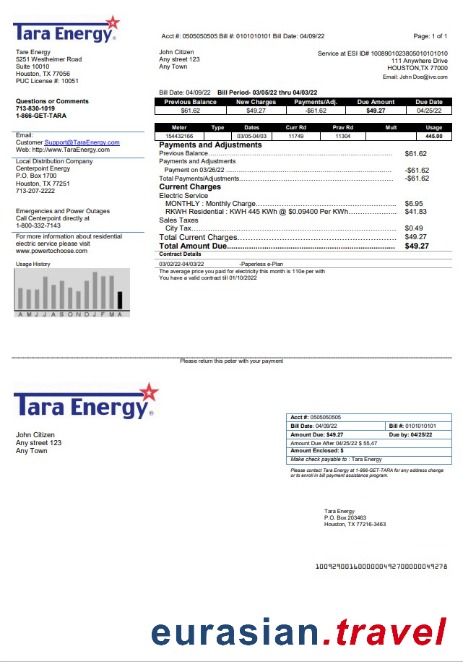 Tara Energy®
Acct #: 0505050505 Bill #: 0101010101 Bill Date: 04/09/22
Page: 1 of 1
Tara Energy
5251 Westheimer Road
Suite 10010
Houston, TX 77056
PUC License #: 10051
John Citizen
Any street 123
Any Town
Service at ESI ID# 1008901023805010101010
111 Anywhere Drive
HOUSTON,TX 77000
Email: John Doe@ive.com
Questions or Comments
713-830-1019
1-866-GET-TARA
Bill Date: 04/09/22 Bill Period- 03/05/22 thru 04/03/22
Previous Balance New Charges Payments/Adj. Due Amount Due Date
$61.62 $49.27 -$61.62 $49.27 04/25/22
Meter Type Dates Curr Rd Prav Rd Mult Usage
154432166 03/05-04/03 11749 11304 445.00
Email:
Customer Support@TaraEnergy.com
Web: http://www.TaraEnergy.com
Local Distribution Company
Centerpoint Energy
P.O. Box 1700
Houston, TX 77251
713-207-2222
Emergencies and Power Outages
Call Centerpoint directly at
1-800-332-7143
For more information about residential
electric service please visit
www.powertochoose.com
Usage History
A M J J A S O N D J F M A
Payments and Adjustments
Previous Balance $61.62
Payments and Adjustments
Payment on 03/26/22 -$61.62
Total Payments/Adjustments -$61.62
Current Charges
Electric Service
MONTHLY : Monthly Charge $6.95
RKWH Residential : KWH 445 KWh @ $0.09400 Per KWh $41.83
Sales Taxes
City Tax $0.49
Total Current Charges $49.27
Total Amount Due $49.27
Contract Details
03/02/22-04/03/22 -Paperless e-Plan
The average price you paid for electricity this month is 110¢ per with
You have a valid contract till 01/10/2022
Please return this peter with your payment
Tara Energy®
John Citizen
Any street 123
Any Town
Acct #: 0505050505
Bill Date: 04/09/22 Bill #: 0101010101
Amount Due: $49.27 Due by: 04/25/22
Amount Due After 04/25/22 $ 55,47
Amount Enclosed: $
Make check payable to : Tara Energy
Please contact Tara Energy at 1-866-GET-TARA for any address change
or to enroll in bill payment assistance program.
Tara Energy
P.O. Box 203403
Houston, TX 77216-3463
eurasian.travel